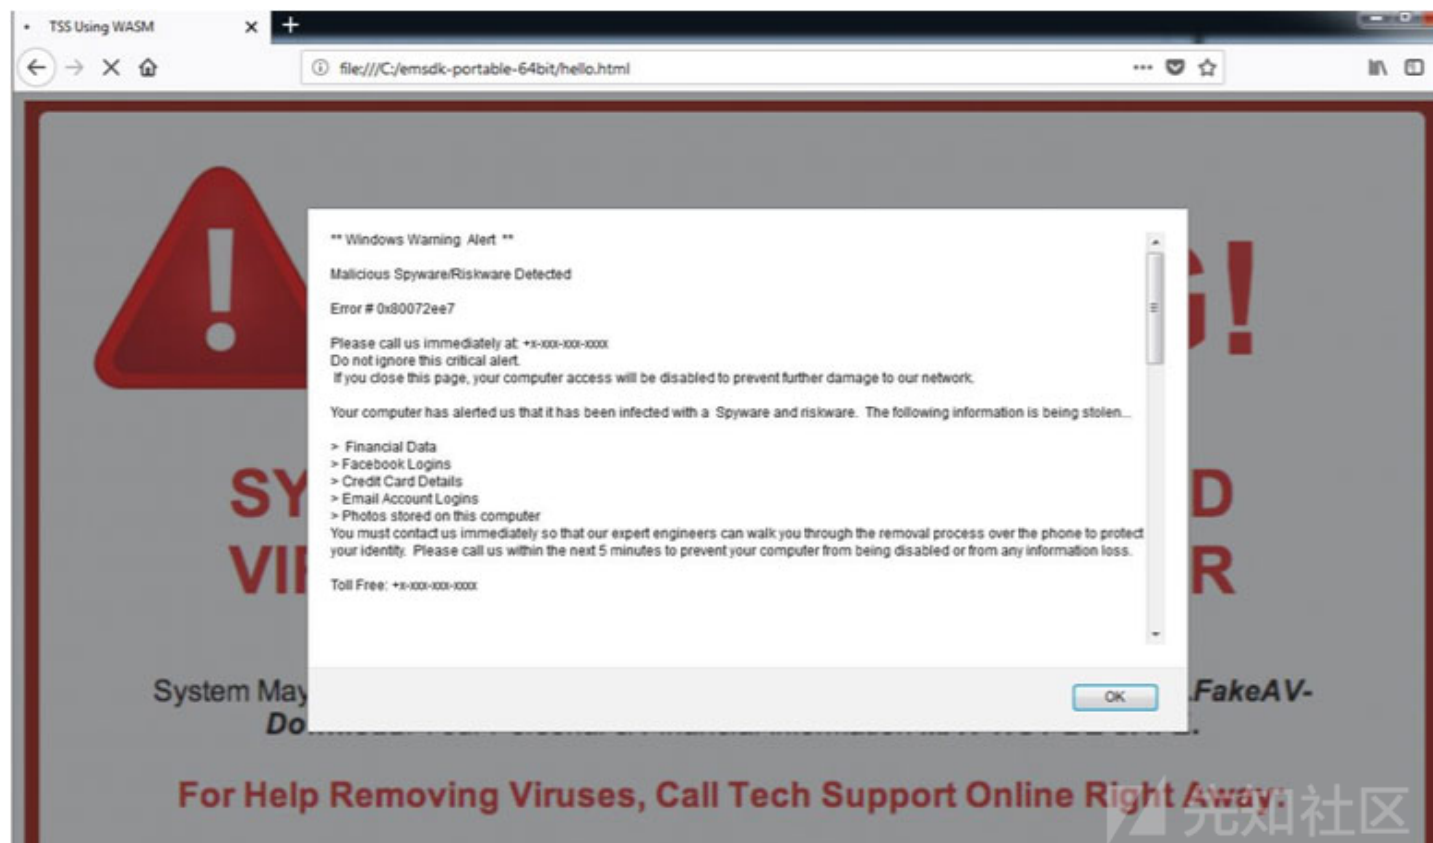 TSS Using WASM
file:///C:/emsdk-portable-64bit/hello.html
** Windows Warning Alert **
Malicious Spyware/Riskware Detected
Error # 0x80072ee7
Please call us immediately at: +x-xxx-xxx-xxxx
Do not ignore this critical alert.
If you close this page, your computer access will be disabled to prevent further damage to our network.
Your computer has alerted us that it has been infected with a Spyware and riskware. The following information is being stolen...
> Financial Data
> Facebook Logins
> Credit Card Details
> Email Account Logins
> Photos stored on this computer
You must contact us immediately so that our expert engineers can walk you through the removal process over the phone to protect
your identity. Please call us within the next 5 minutes to prevent your computer from being disabled or from any information loss.
Toll Free: +x-xxx-xxx-xxxx
OK
G!
SY D
VI R
System May .FakeAV-
Do
For Help Removing Viruses, Call Tech Support Online Right Away.
先知社区